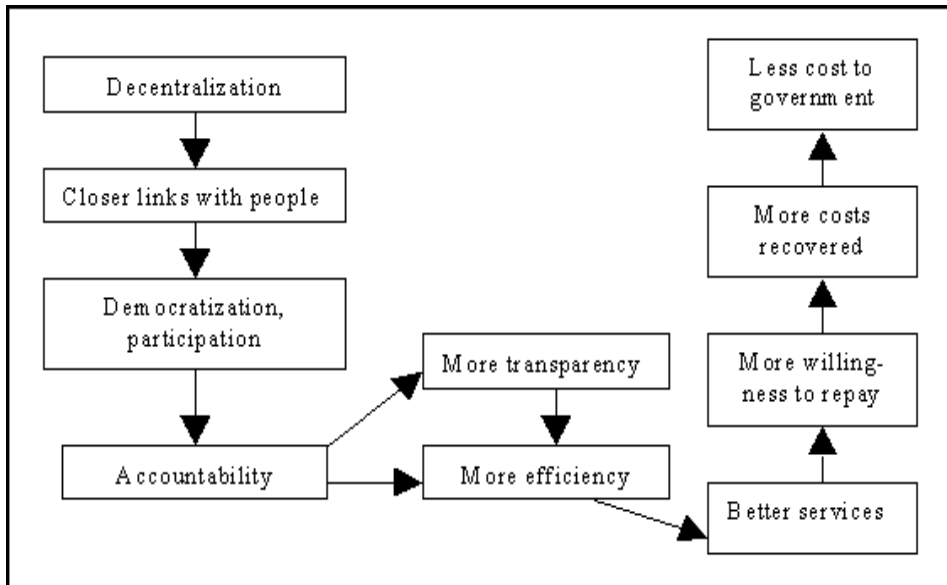 Decentralization
Closer links with people
Democratization,
participation
Accountability
More transparency
More efficiency
Better services
More willing-
ness to repay
More costs
recovered
Less cost to
government